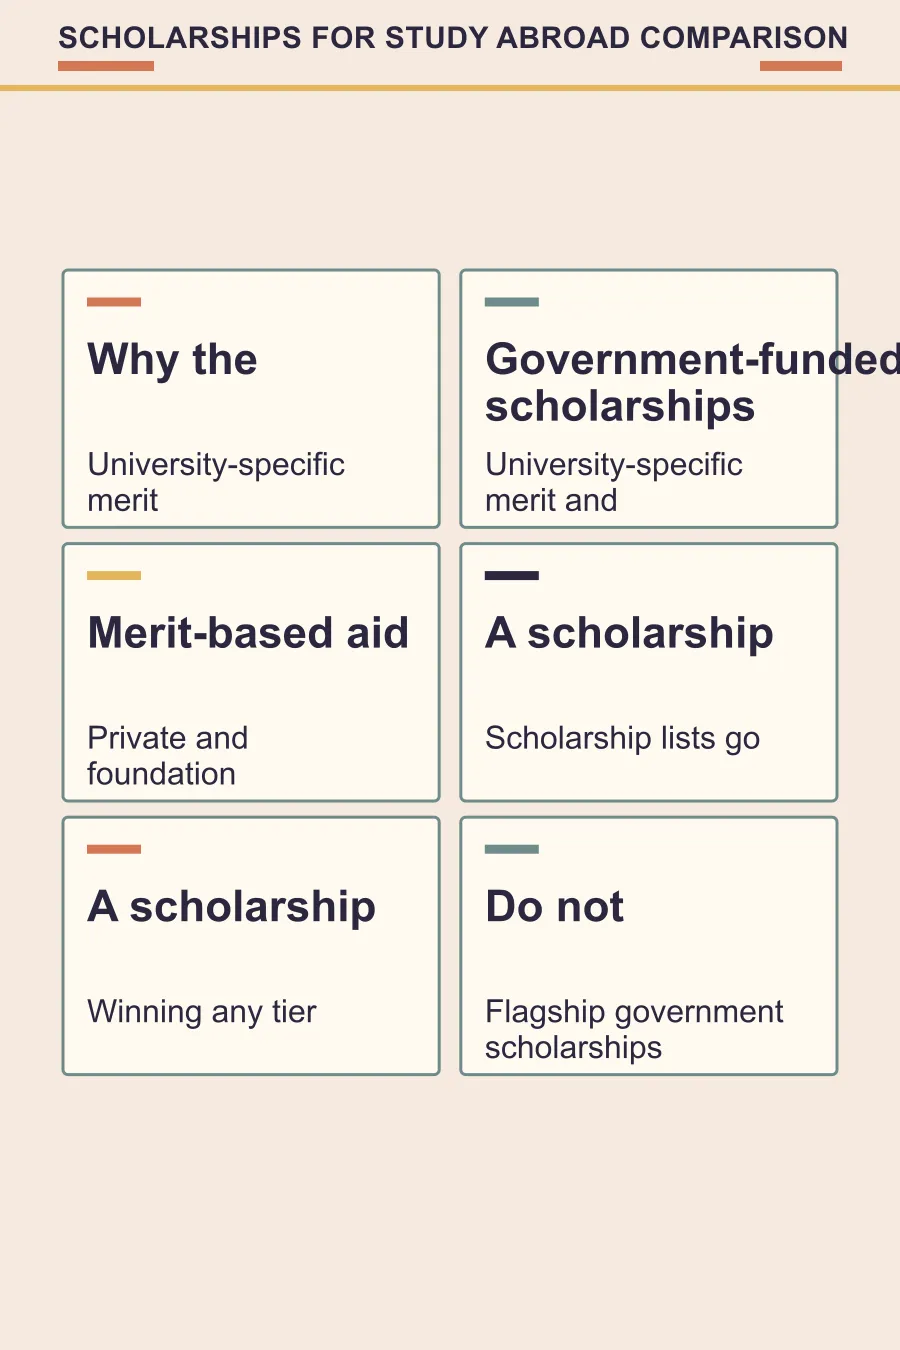 SCHOLARSHIPS FOR STUDY ABROAD COMPARISON
Why the
University-specific
merit
Government-funded
scholarships
University-specific
merit and
Merit-based aid
Private and
foundation
A scholarship
Scholarship lists go
A scholarship
Winning any tier
Do not
Flagship government
scholarships